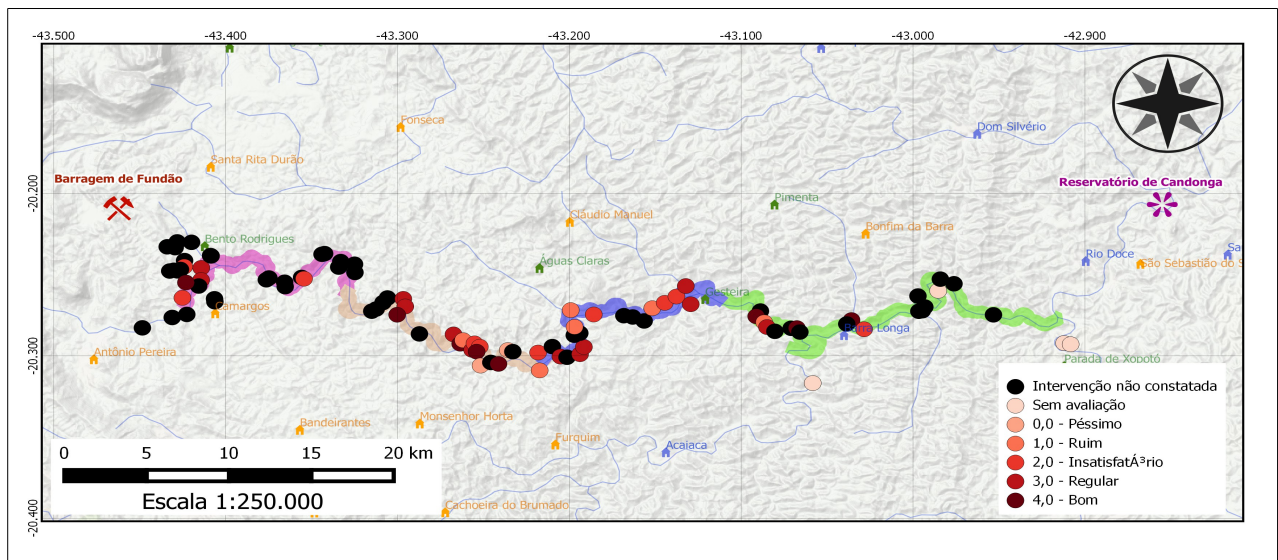 -43.500
-43.400
-43.300
-43.200
-43.100
-43.000
-42.900
Fonseca
Dom Silvério
Santa Rita Durão
Barragem de Fundão
Reservatório de Candonga
-20.200
Pimenta
Cláudio Manuel
Bonfim da Barra
Bento Rodrigues
Águas Claras
Rio Doce
São Sebastião do S
Gesteira
Camargos
Barra Longa
Antônio Pereira
-20.300
Parada de Xopotó
Bandeirantes
Monsenhor Horta
Furquim
Acaiaca
Cachoeira do Brumado
-20.400
0 5 10 15 20 km
Escala 1:250.000
Intervenção não constatada
Sem avaliação
0,0 - Péssimo
1,0 - Ruim
2,0 - InsatisfatÁ³rio
3,0 - Regular
4,0 - Bom